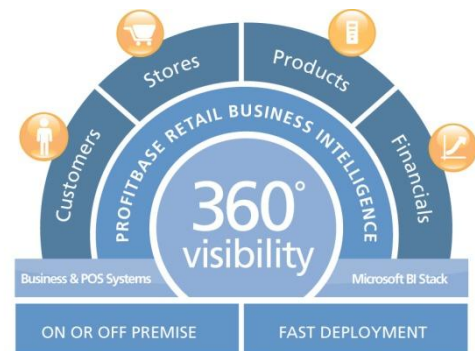 Customers
Stores
Products
Financials
PROFITBASE RETAIL BUSINESS INTELLIGENCE
360°
visibility
Business & POS Systems
Microsoft BI Stack
ON OR OFF PREMISE
FAST DEPLOYMENT